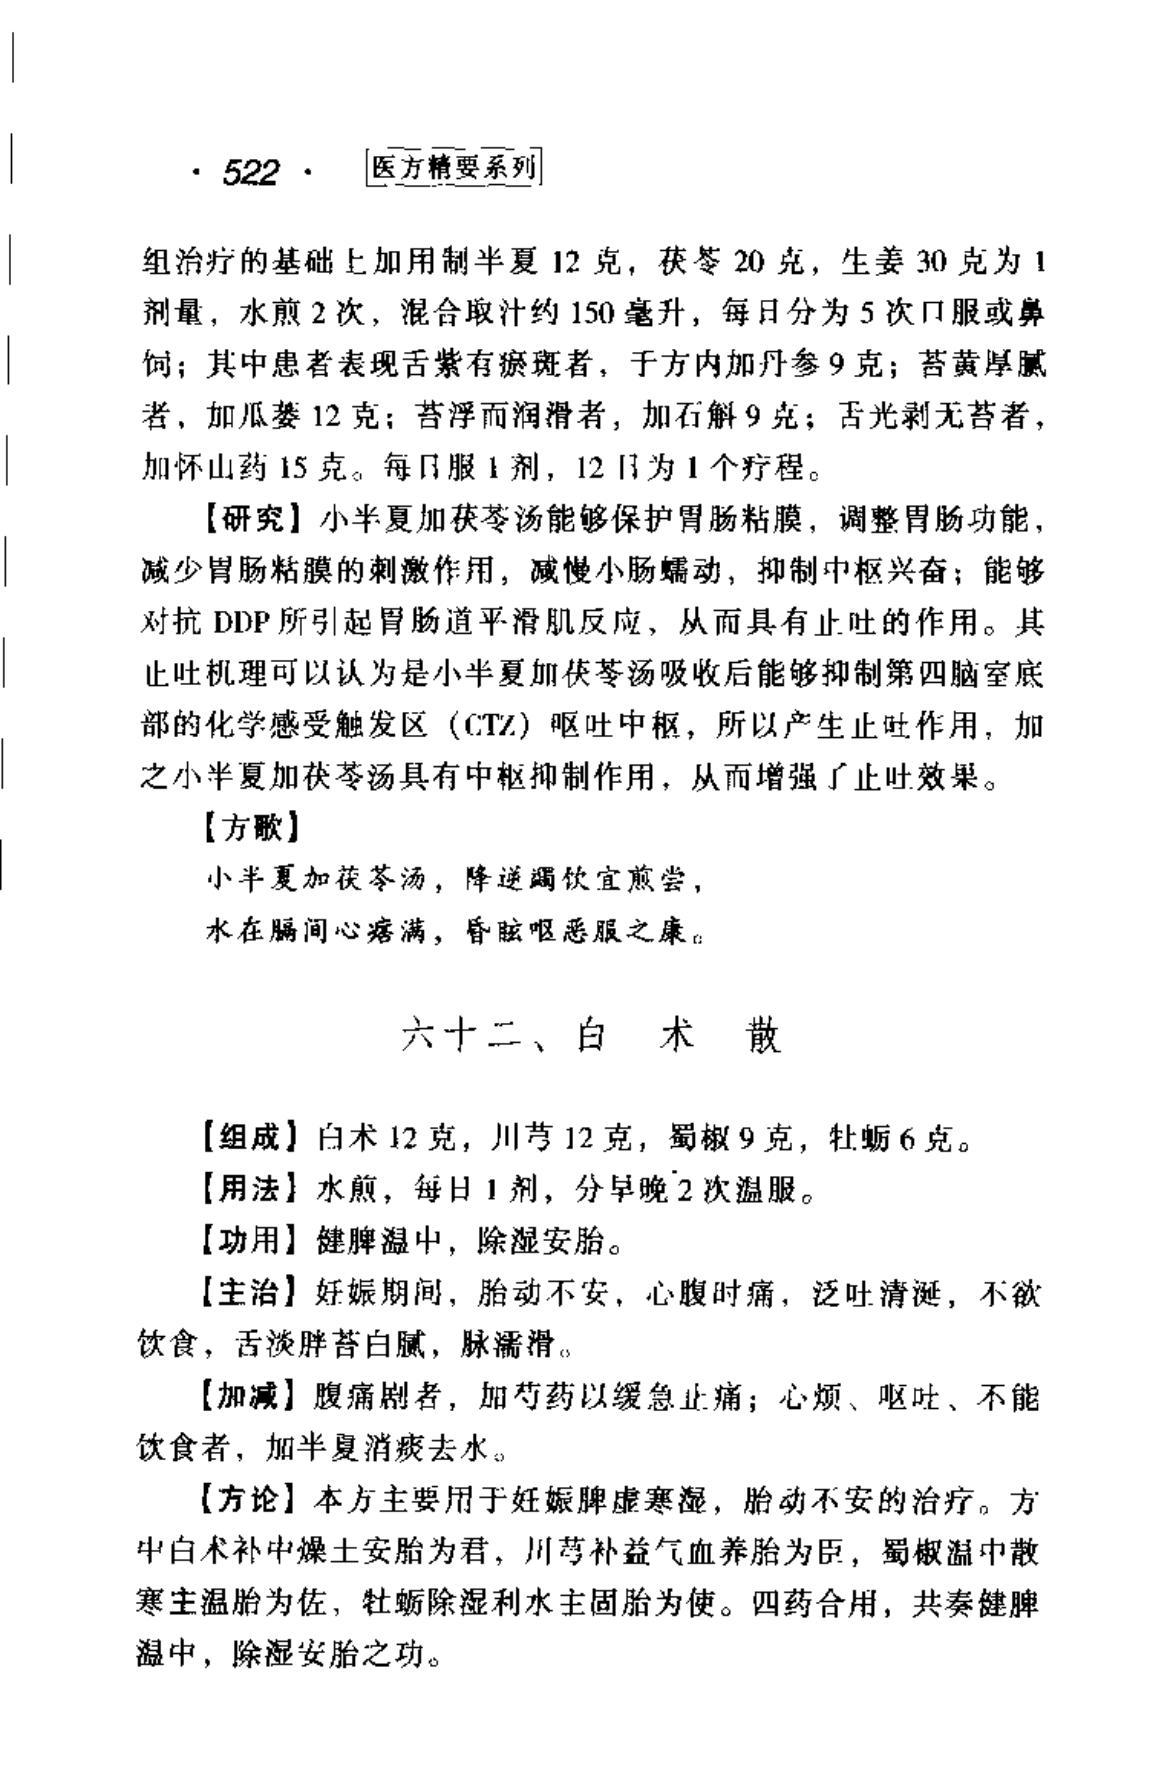 · 522 · 医方精要系列
组治疗的基础上加用制半夏 12 克，茯苓 20 克，生姜 30 克为 1
剂量，水煎 2 次，混合取汁约 150 毫升，每日分为 5 次口服或鼻
饲；其中患者表现舌紫有瘀斑者，于方内加丹参 9 克；苔黄厚腻
者，加瓜蒌 12 克；苔浮而润滑者，加石斛 9 克；舌光剥无苔者，
加怀山药 15 克。每日服 1 剂，12 日为 1 个疗程。
【研究】小半夏加茯苓汤能够保护胃肠粘膜，调整胃肠功能，
减少胃肠粘膜的刺激作用，减慢小肠蠕动，抑制中枢兴奋；能够
对抗 DDP 所引起胃肠道平滑肌反应，从而具有止吐的作用。其
止吐机理可以认为是小半夏加茯苓汤吸收后能够抑制第四脑室底
部的化学感受触发区（CTZ）呕吐中枢，所以产生止吐作用，加
之小半夏加茯苓汤具有中枢抑制作用，从而增强了止吐效果。
【方歌】
小半夏加茯苓汤，降逆蠲饮宜煎尝，
水在膈间心痞满，昏眩呕恶服之康。
六十二、白 术 散
【组成】白术 12 克，川芎 12 克，蜀椒 9 克，牡蛎 6 克。
【用法】水煎，每日 1 剂，分早晚 2 次温服。
【功用】健脾温中，除湿安胎。
【主治】妊娠期间，胎动不安，心腹时痛，泛吐清涎，不欲
饮食，舌淡胖苔白腻，脉濡滑。
【加减】腹痛剧者，加芍药以缓急止痛；心烦、呕吐、不能
饮食者，加半夏消痰去水。
【方论】本方主要用于妊娠脾虚寒湿，胎动不安的治疗。方
中白术补中燥土安胎为君，川芎补益气血养胎为臣，蜀椒温中散
寒主温胎为佐，牡蛎除湿利水主固胎为使。四药合用，共奏健脾
温中，除湿安胎之功。